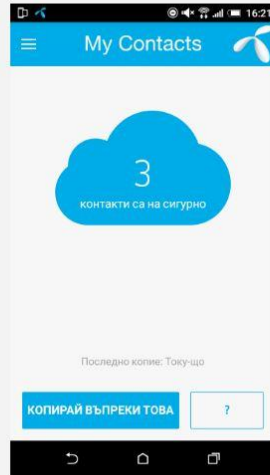 16:21
My Contacts
3
контакти са на сигурно
Последно копие: Току-що
КОПИРАЙ ВЪПРЕКИ ТОВА
?